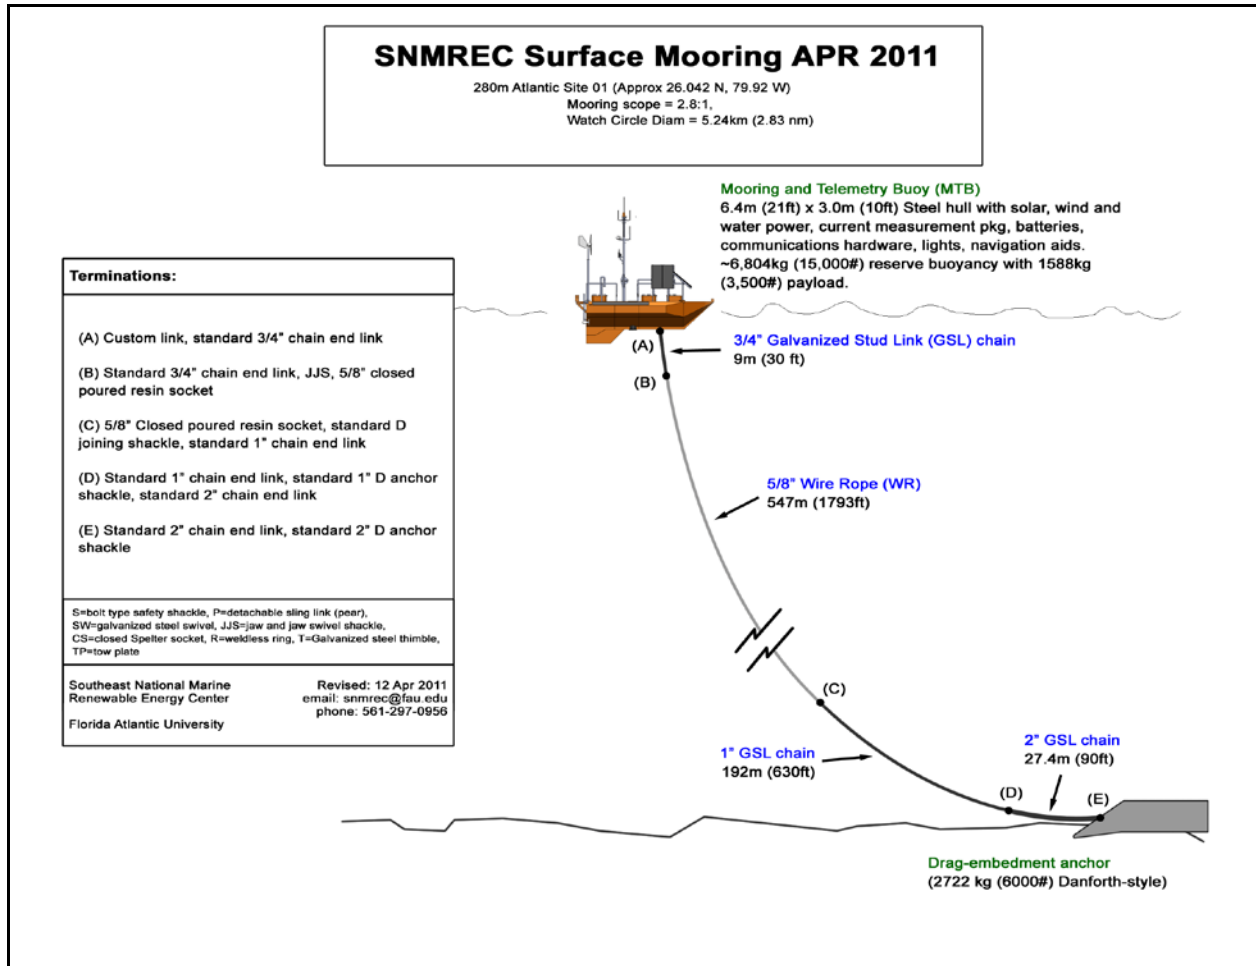 SNMREC Surface Mooring APR 2011
280m Atlantic Site 01 (Approx 26.042 N, 79.92 W)
Mooring scope = 2.8:1,
Watch Circle Diam = 5.24km (2.83 nm)
Mooring and Telemetry Buoy (MTB)
6.4m (21ft) x 3.0m (10ft) Steel hull with solar, wind and
water power, current measurement pkg, batteries,
communications hardware, lights, navigation aids.
~6,804kg (15,000#) reserve buoyancy with 1588kg
(3,500#) payload.
Terminations:
(A) Custom link, standard 3/4" chain end link
(B) Standard 3/4" chain end link, JJS, 5/8" closed
poured resin socket
(C) 5/8" Closed poured resin socket, standard D
joining shackle, standard 1" chain end link
(D) Standard 1" chain end link, standard 1" D anchor
shackle, standard 2" chain end link
(E) Standard 2" chain end link, standard 2" D anchor
shackle
S=bolt type safety shackle, P=detachable sling link (pear),
SW=galvanized steel swivel, JJS=jaw and jaw swivel shackle,
CS=closed Spelter socket, R=weldless ring, T=Galvanized steel thimble,
TP=tow plate
Southeast National Marine
Renewable Energy Center
Florida Atlantic University
Revised: 12 Apr 2011
email: snmrec@fau.edu
phone: 561-297-0956
(A)
3/4" Galvanized Stud Link (GSL) chain
9m (30 ft)
(B)
5/8" Wire Rope (WR)
547m (1793ft)
(C)
1" GSL chain
192m (630ft)
2" GSL chain
27.4m (90ft)
(D)
(E)
Drag-embedment anchor
(2722 kg (6000#) Danforth-style)